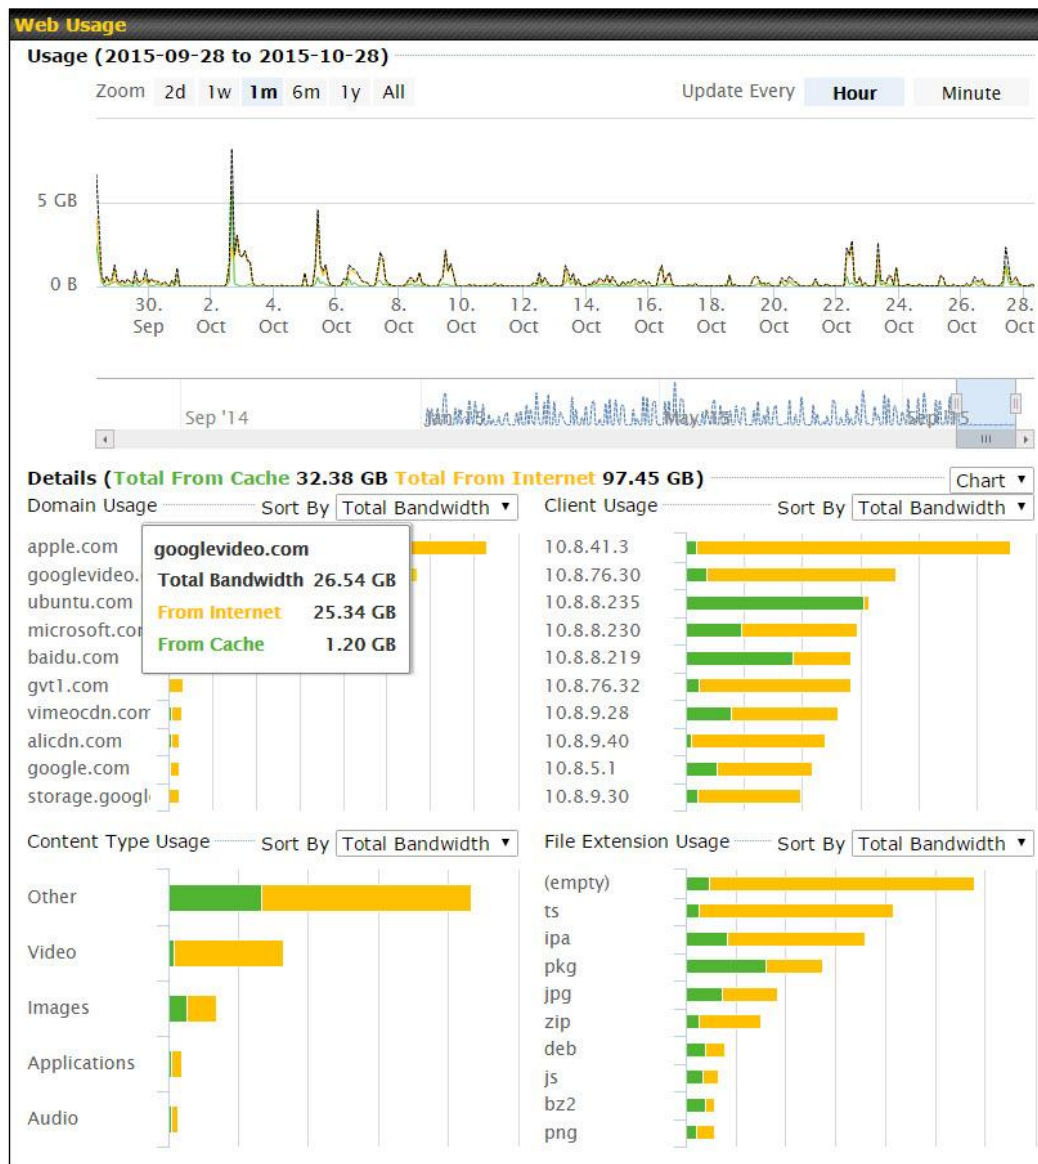 Web Usage
Usage (2015-09-28 to 2015-10-28)
Zoom 2d 1w 1m 6m 1y All Update Every Hour Minute
5 GB
0 B
30. Sep 2. Oct 4. Oct 6. Oct 8. Oct 10. Oct 12. Oct 14. Oct 16. Oct 18. Oct 20. Oct 22. Oct 24. Oct 26. Oct 28. Oct
Sep '14 Jan '15 May '15 Sep '15
Details (Total From Cache 32.38 GB Total From Internet 97.45 GB) Chart
Domain Usage Sort By Total Bandwidth
apple.com
googlevideo.
ubuntu.com
microsoft.com
baidu.com
gvt1.com
vimeocdn.com
alicdn.com
google.com
storage.googl
googlevideo.com
Total Bandwidth 26.54 GB
From Internet 25.34 GB
From Cache 1.20 GB
Client Usage Sort By Total Bandwidth
10.8.41.3
10.8.76.30
10.8.8.235
10.8.8.230
10.8.8.219
10.8.76.32
10.8.9.28
10.8.9.40
10.8.5.1
10.8.9.30
Content Type Usage Sort By Total Bandwidth
Other
Video
Images
Applications
Audio
File Extension Usage Sort By Total Bandwidth
(empty)
ts
ipa
pkg
jpg
zip
deb
js
bz2
png